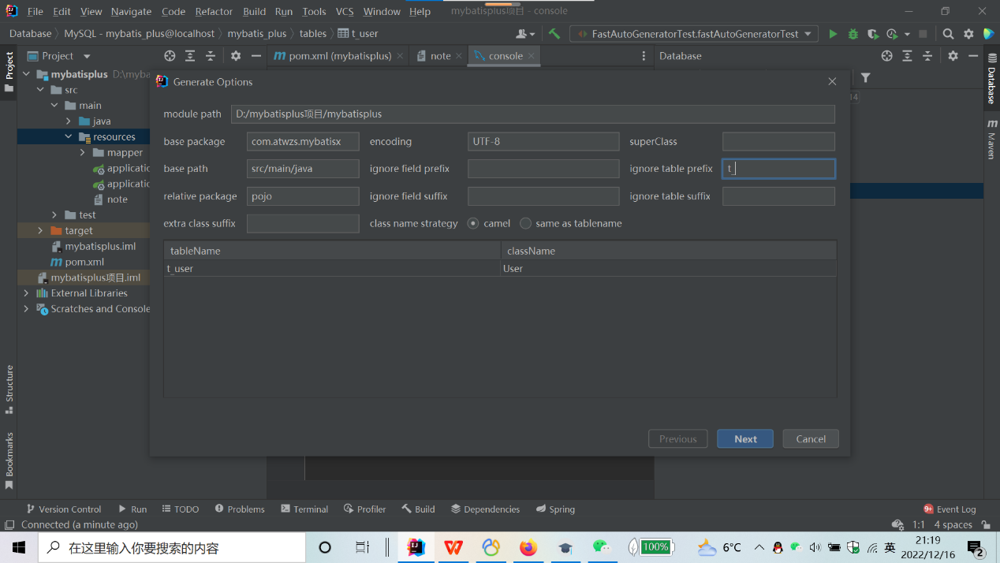 File Edit View Navigate Code Refactor Build Run Tools VCS Window Help mybatisplus项目 - console
Database MySQL - mybatis_plus@localhost mybatis_plus tables t_user FastAutoGeneratorTest.fastAutoGeneratorTest
Project pom.xml (mybatisplus) note console Database
Project
mybatisplus D:\myba
src
main
java
resources
mapper
applicatio
applicatio
note
test
target
mybatisplus.iml
pom.xml
mybatisplus项目.iml
External Libraries
Scratches and Console
Structure
Bookmarks
Generate Options
module path D:/mybatisplus项目/mybatisplus
base package com.atwzs.mybatisx encoding UTF-8 superClass
base path src/main/java ignore field prefix ignore table prefix t_
relative package pojo ignore field suffix ignore table suffix
extra class suffix class name strategy camel same as tablename
tableName className
t_user User
Previous Next Cancel
14
Database
Maven
Version Control Run TODO Problems Terminal Profiler Build Dependencies Spring 9+ Event Log
Connected (a minute ago) 1:1 4 spaces
在这里输入你要搜索的内容 100% 6°C 英 21:19
2022/12/16 2